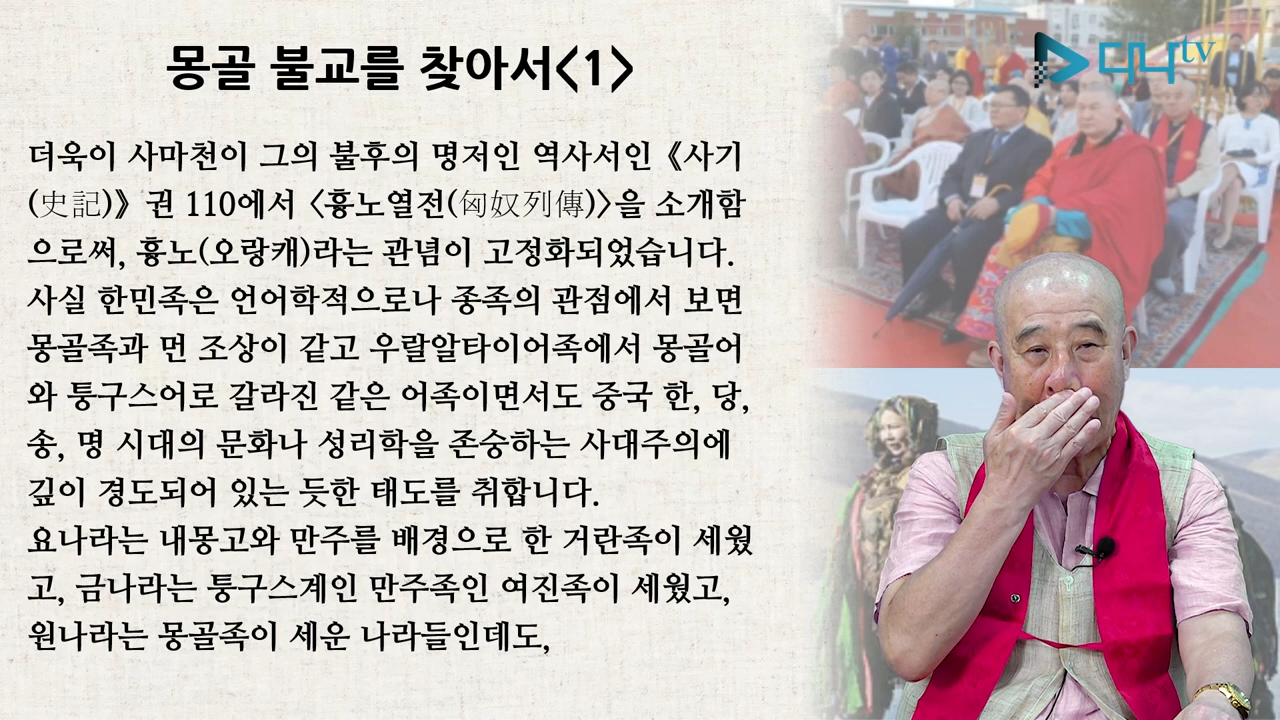 몽골 불교를 찾아서<1>
다나tv
더욱이 사마천이 그의 불후의 명저인 역사서인 《사기
(史記)》 권 110에서 〈흉노열전(匈奴列傳)〉을 소개함
으로써, 흉노(오랑캐)라는 관념이 고정화되었습니다.
사실 한민족은 언어학적으로나 종족의 관점에서 보면
몽골족과 먼 조상이 같고 우랄알타이어족에서 몽골어
와 퉁구스어로 갈라진 같은 어족이면서도 중국 한, 당,
송, 명 시대의 문화나 성리학을 존숭하는 사대주의에
깊이 경도되어 있는 듯한 태도를 취합니다.
요나라는 내몽고와 만주를 배경으로 한 거란족이 세웠
고, 금나라는 퉁구스계인 만주족인 여진족이 세웠고,
원나라는 몽골족이 세운 나라들인데도,